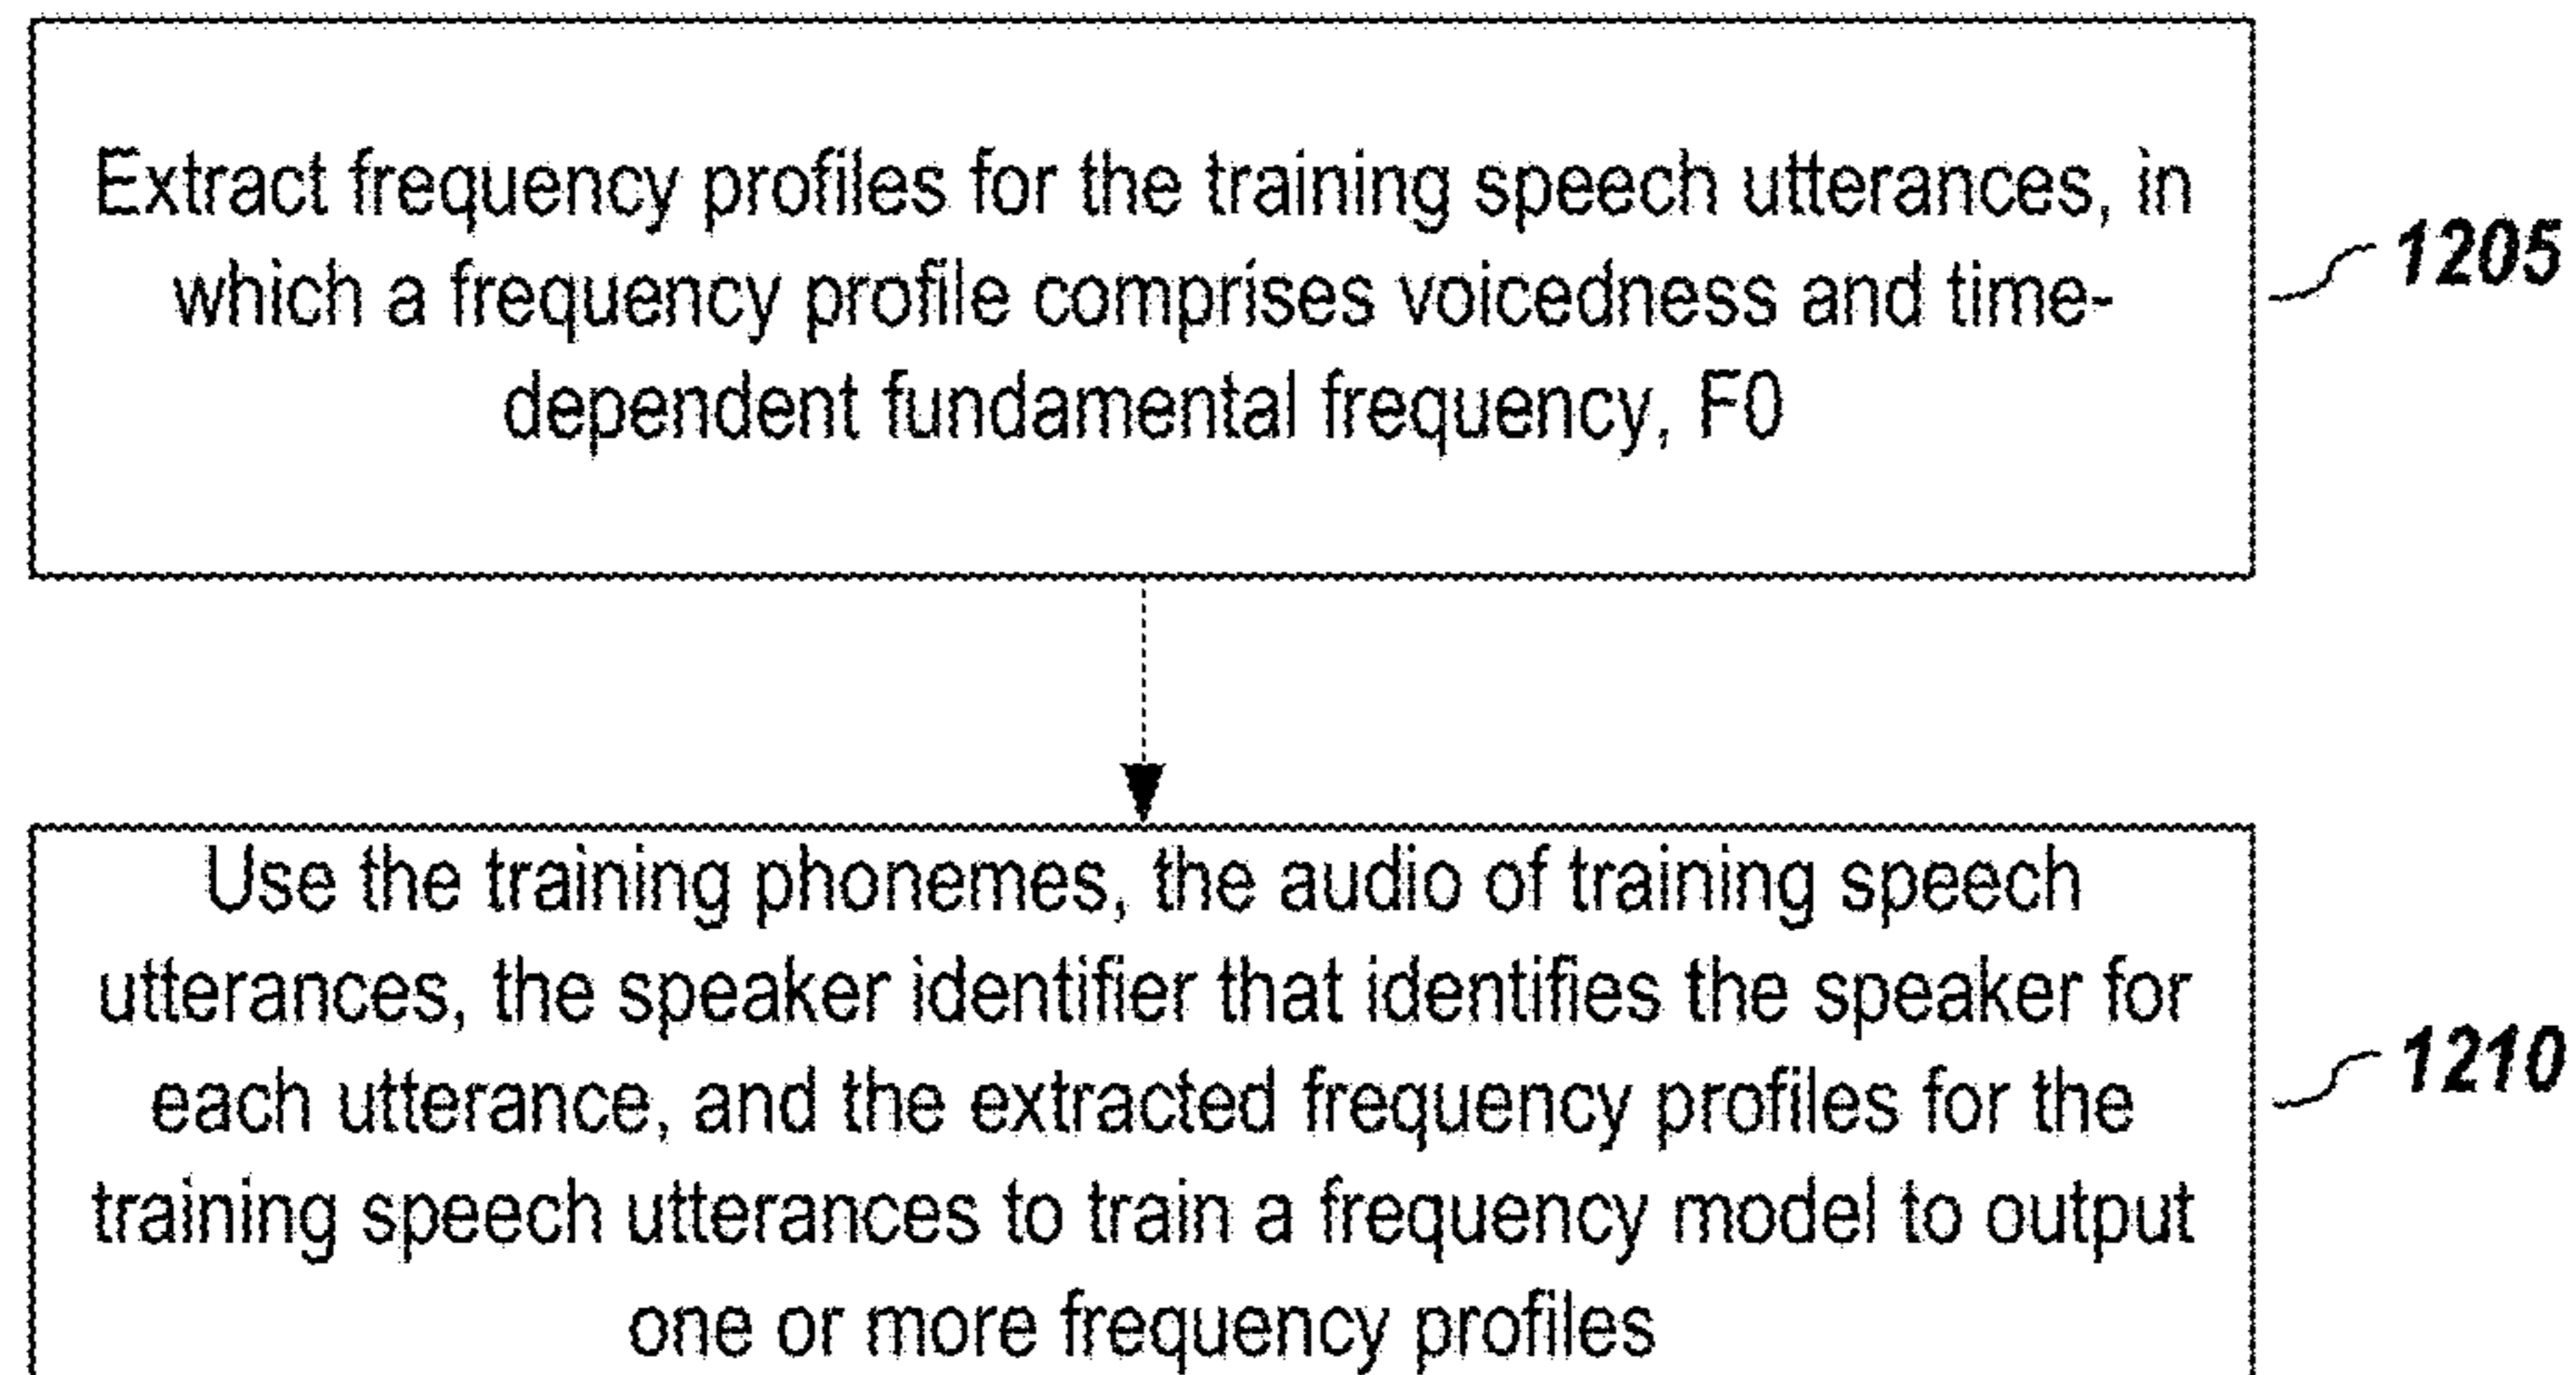 Extract frequency profiles for the training speech utterances, in
which a frequency profile comprises voicedness and time-
dependent fundamental frequency, F0
1205
Use the training phonemes, the audio of training speech
utterances, the speaker identifier that identifies the speaker for
each utterance, and the extracted frequency profiles for the
training speech utterances to train a frequency model to output
one or more frequency profiles
1210